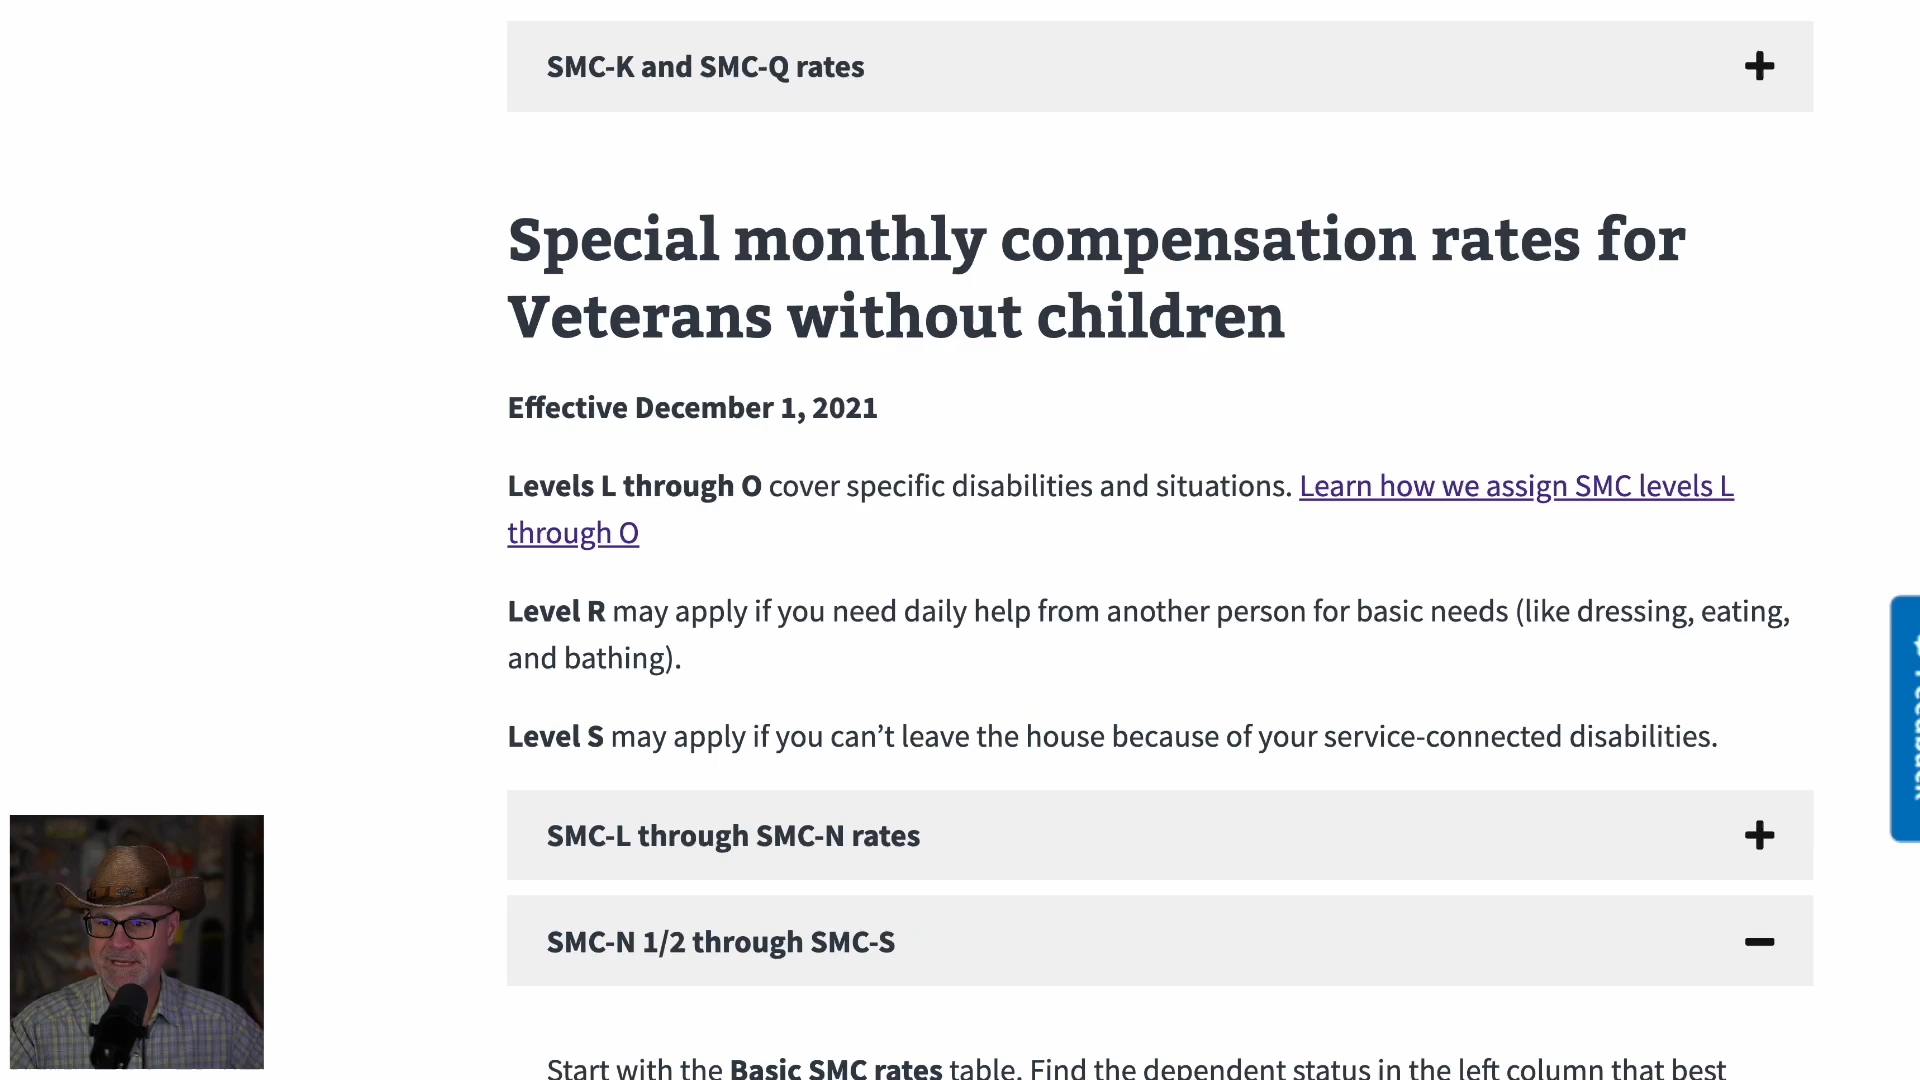 SMC-K and SMC-Q rates
Special monthly compensation rates for
Veterans without children
Effective December 1, 2021
Levels L through O cover specific disabilities and situations. Learn how we assign SMC levels L
through O
Level R may apply if you need daily help from another person for basic needs (like dressing, eating,
and bathing).
Level S may apply if you can’t leave the house because of your service-connected disabilities.
SMC-L through SMC-N rates
SMC-N 1/2 through SMC-S
Start with the Basic SMC rates table. Find the dependent status in the left column that best